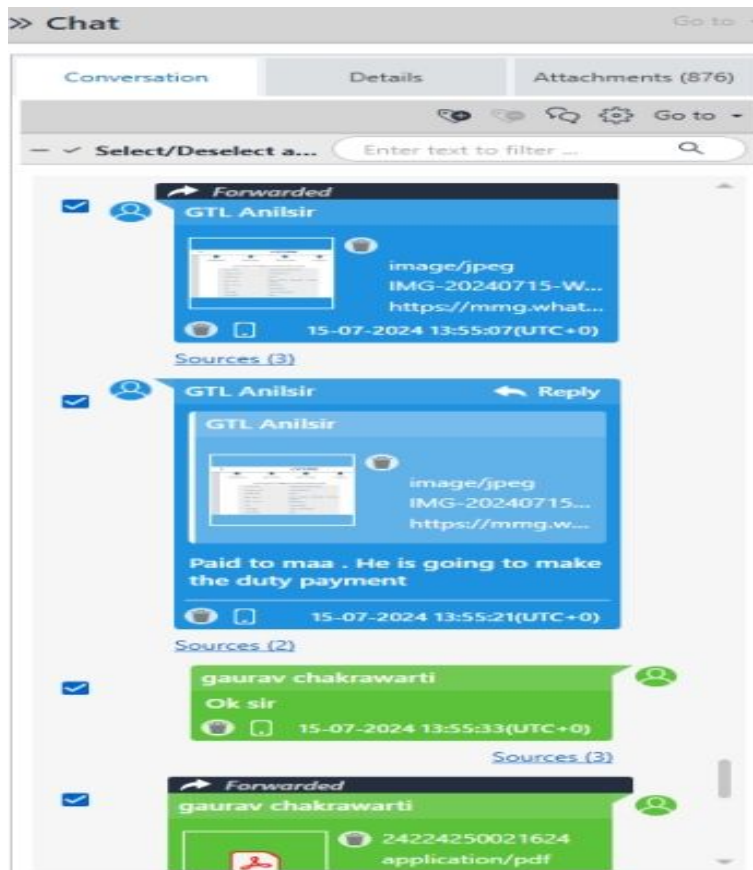 » Chat
Go to
Conversation Details Attachments (876)
Go to
Select/Deselect a... Enter text to filter ...
Forwarded
GTL Anilsir
image/jpeg
IMG-20240715-W...
https://mmg.what...
15-07-2024 13:55:07(UTC+0)
Sources (3)
GTL Anilsir Reply
GTL Anilsir
image/jpeg
IMG-20240715...
https://mmg.w...
Paid to maa . He is going to make
the duty payment
15-07-2024 13:55:21(UTC+0)
Sources (2)
gaurav chakrawarti
Ok sir
15-07-2024 13:55:33(UTC+0)
Sources (3)
Forwarded
gaurav chakrawarti
24224250021624
application/pdf